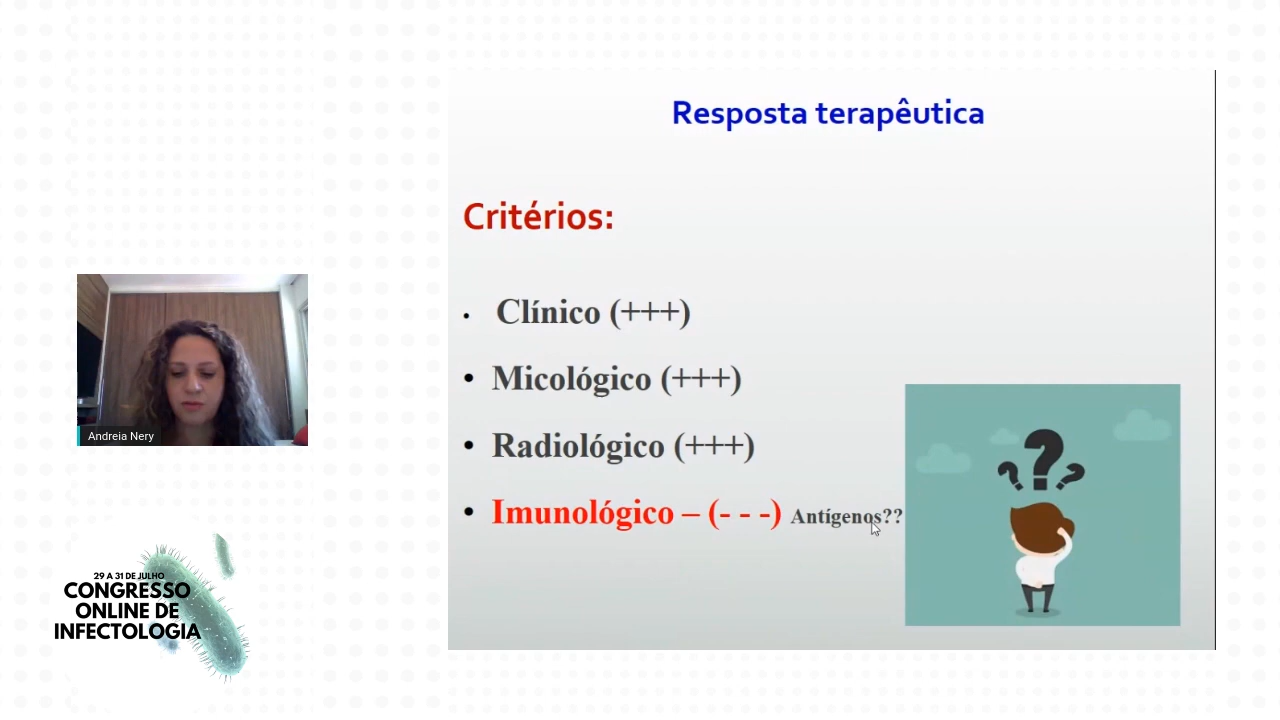 Resposta terapêutica
Critérios:
• Clínico (+++)
• Micológico (+++)
• Radiológico (+++)
• Imunológico – (- - -) Antígenos??
???
Andreia Nery
29 A 31 DE JULHO
CONGRESSO
ONLINE DE
INFECTOLOGIA